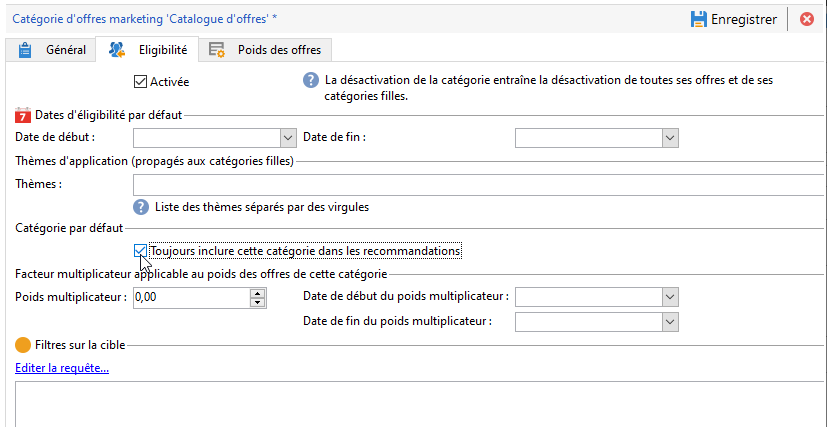 Catégorie d'offres marketing 'Catalogue d'offres' *
Enregistrer
Général
Eligibilité
Poids des offres
Activée
La désactivation de la catégorie entraîne la désactivation de toutes ses offres et de ses
catégories filles.
7
Dates d'éligibilité par défaut
Date de début :
Date de fin :
Thèmes d'application (propagés aux catégories filles)
Thèmes :
Liste des thèmes séparés par des virgules
Catégorie par défaut
Toujours inclure cette catégorie dans les recommandations
Facteur multiplicateur applicable au poids des offres de cette catégorie
Poids multiplicateur :
0,00
Date de début du poids multiplicateur :
Date de fin du poids multiplicateur :
Filtres sur la cible
Editer la requête...